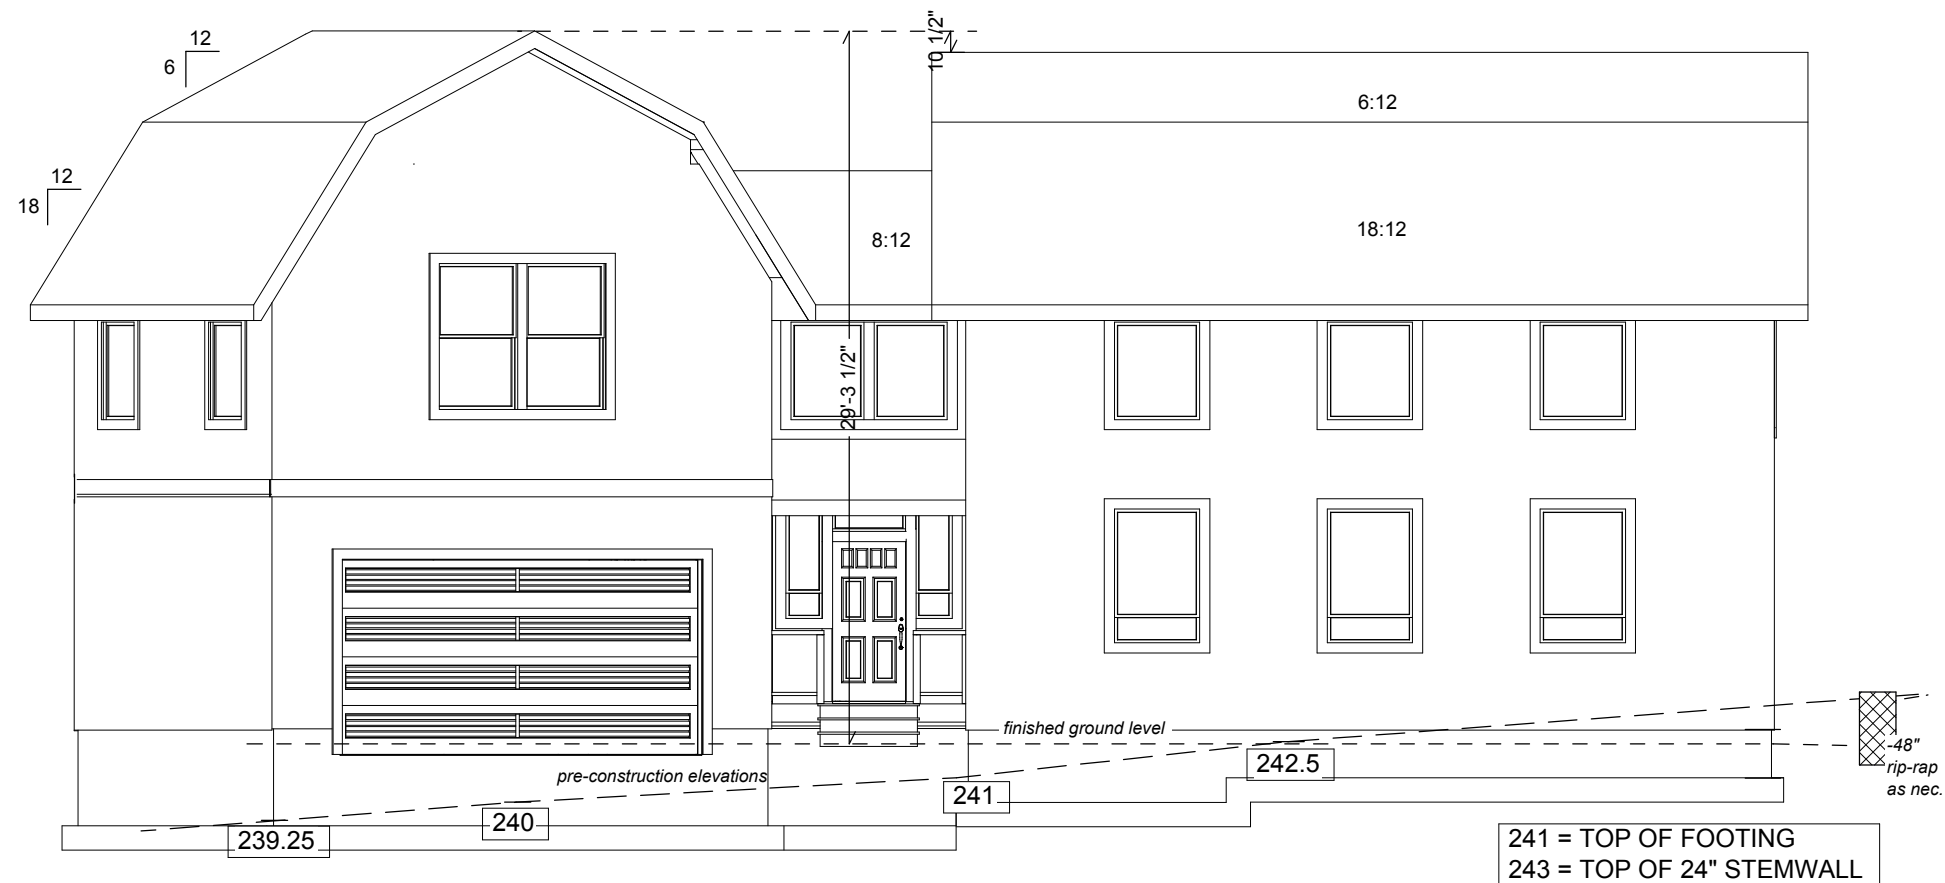 12
6
10 1/2"
6:12
12
18
8:12
18:12
29'-3 1/2"
finished ground level
-48"
rip-rap
as nec.
pre-construction elevations
242.5
241
240
239.25
241 = TOP OF FOOTING
243 = TOP OF 24" STEMWALL